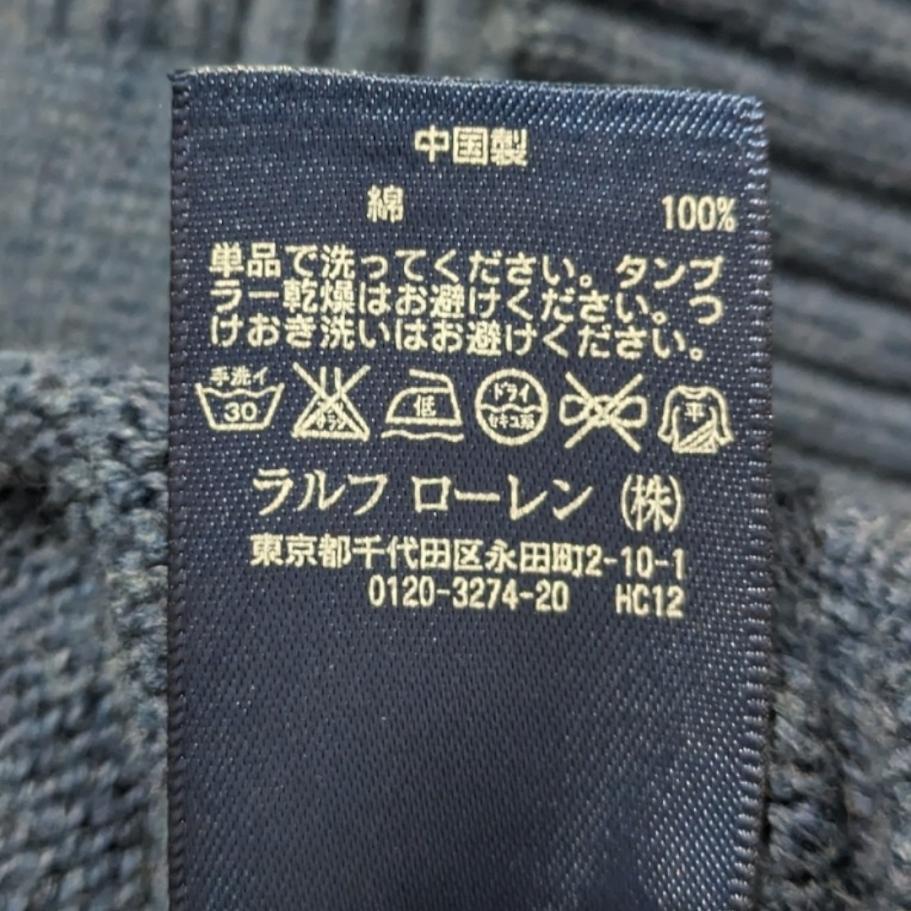 中国製
綿 100%
単品で洗ってください。タンブ
ラー乾燥はお避けください。つ
けおき洗いはお避けください。
手洗イ 30 エンソサラシ 低 ドライ セキユ系 平
ラルフ ローレン (株)
東京都千代田区永田町2-10-1
0120-3274-20 HC12